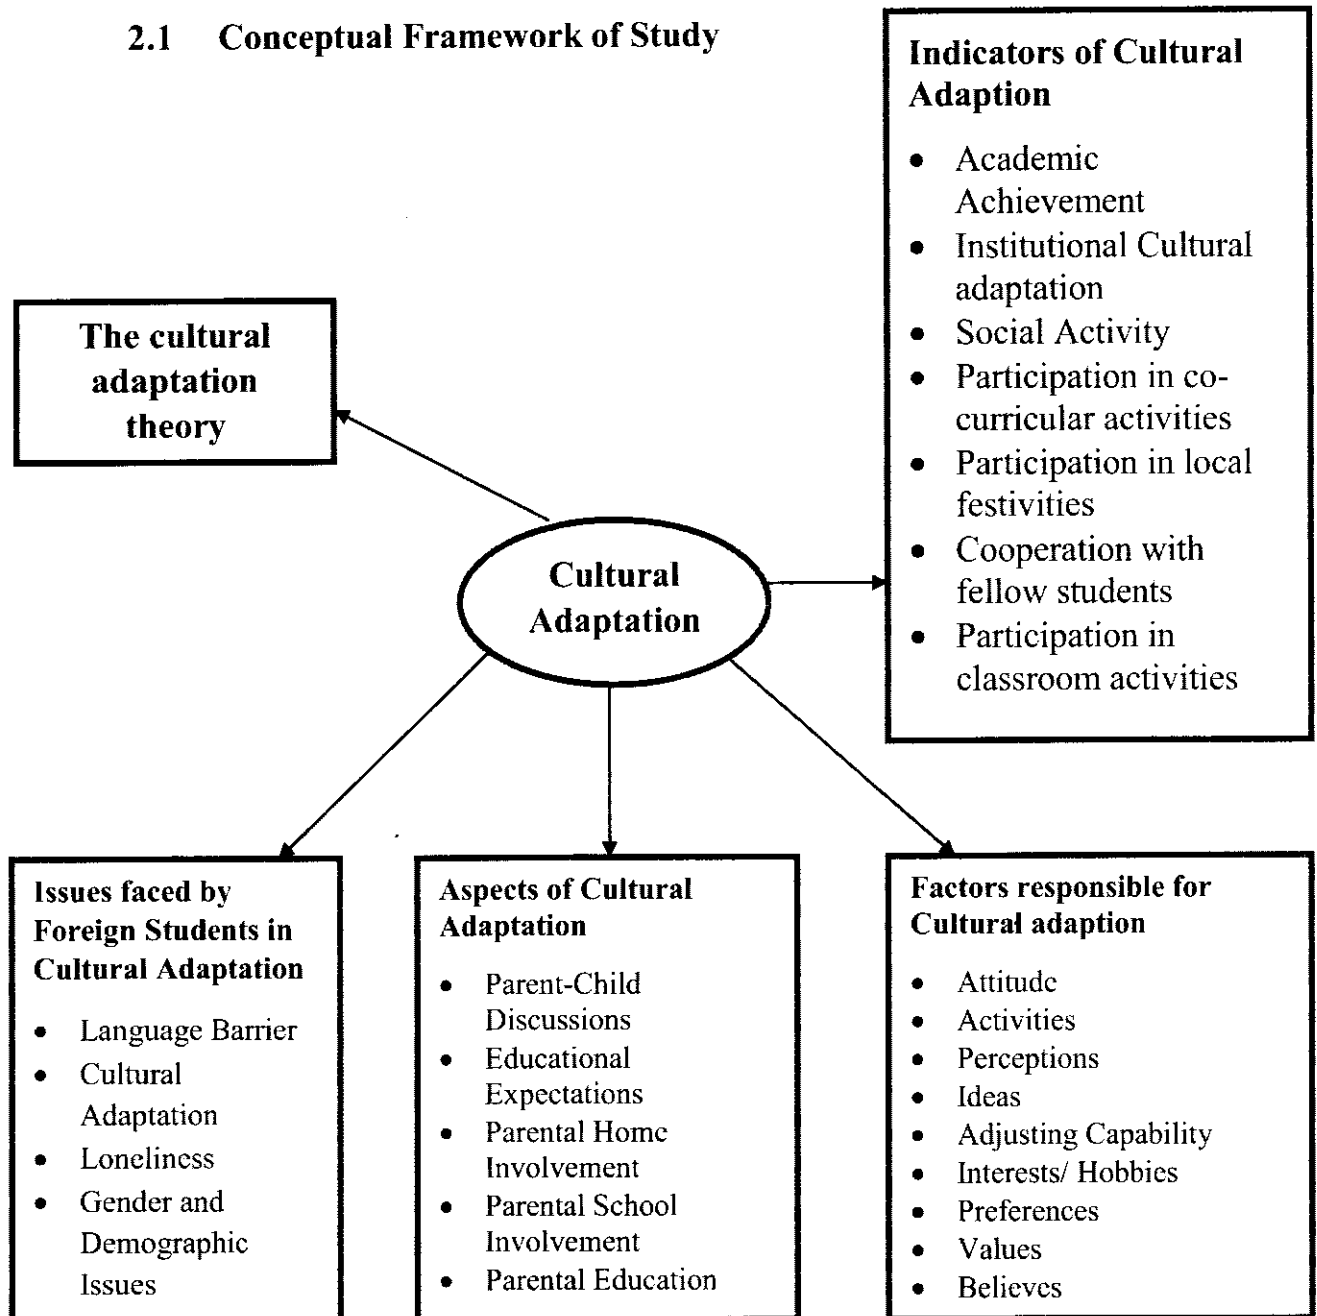 2.1 Conceptual Framework of Study
Indicators of Cultural
Adaption
• Academic
Achievement
• Institutional Cultural
adaptation
• Social Activity
• Participation in co-
curricular activities
• Participation in local
festivities
• Cooperation with
fellow students
• Participation in
classroom activities
The cultural
adaptation
theory
Cultural
Adaptation
Issues faced by
Foreign Students in
Cultural Adaptation
• Language Barrier
• Cultural
Adaptation
• Loneliness
• Gender and
Demographic
Issues
Aspects of Cultural
Adaptation
• Parent-Child
Discussions
• Educational
Expectations
• Parental Home
Involvement
• Parental School
Involvement
• Parental Education
Factors responsible for
Cultural adaption
• Attitude
• Activities
• Perceptions
• Ideas
• Adjusting Capability
• Interests/ Hobbies
• Preferences
• Values
• Believes